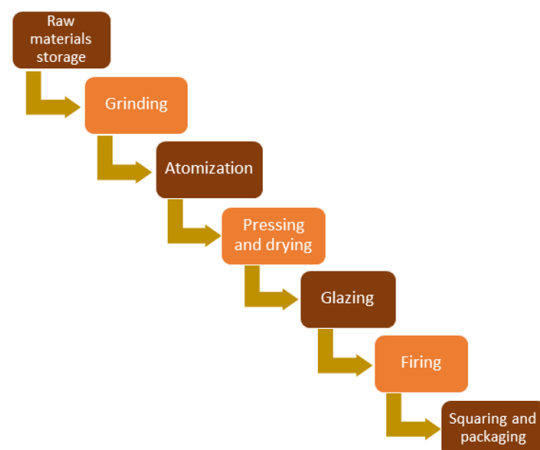 Raw
materials
storage
Grinding
Atomization
Pressing
and drying
Glazing
Firing
Squaring and
packaging